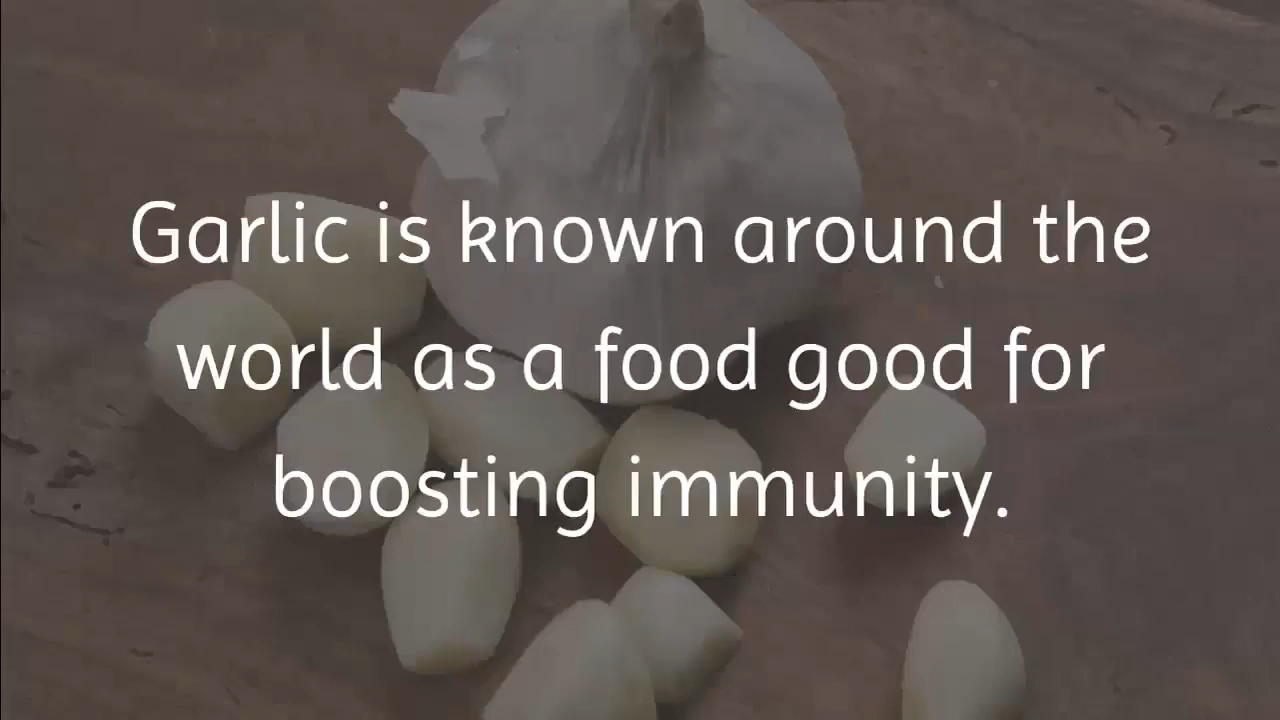 Garlic is known around the
world as a food good for
boosting immunity.